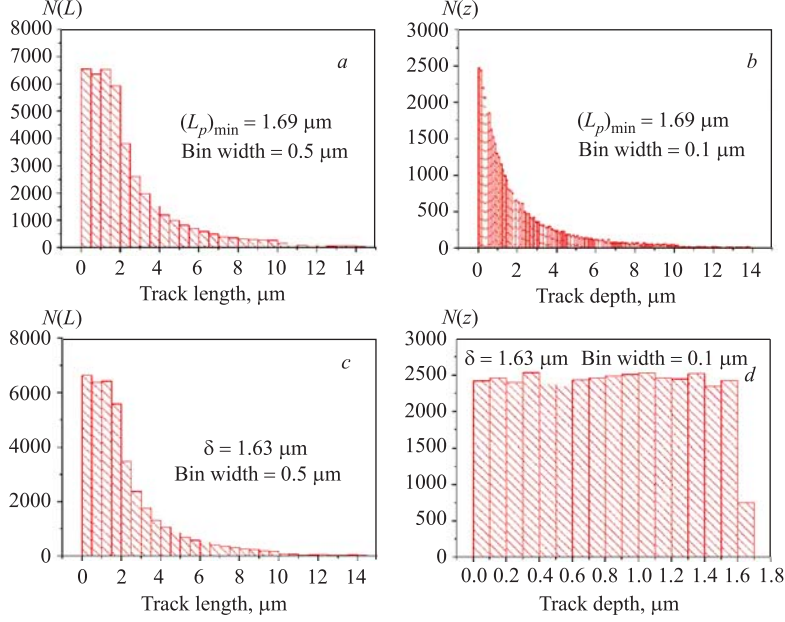 N(L)
8000
7000
6000
5000
4000
3000
2000
1000
0
a
(Lp)min = 1.69 μm
Bin width = 0.5 μm
0 2 4 6 8 10 12 14
Track length, μm
N(z)
3000
2500
2000
1500
1000
500
0
b
(Lp)min = 1.69 μm
Bin width = 0.1 μm
0 2 4 6 8 10 12 14
Track depth, μm
N(L)
8000
6000
4000
2000
0
c
δ = 1.63 μm
Bin width = 0.5 μm
0 2 4 6 8 10 12 14
Track length, μm
N(z)
3000
2500
2000
1500
1000
500
0
δ = 1.63 μm Bin width = 0.1 μm
d
0.0 0.2 0.4 0.6 0.8 1.0 1.2 1.4 1.6 1.8
Track depth, μm